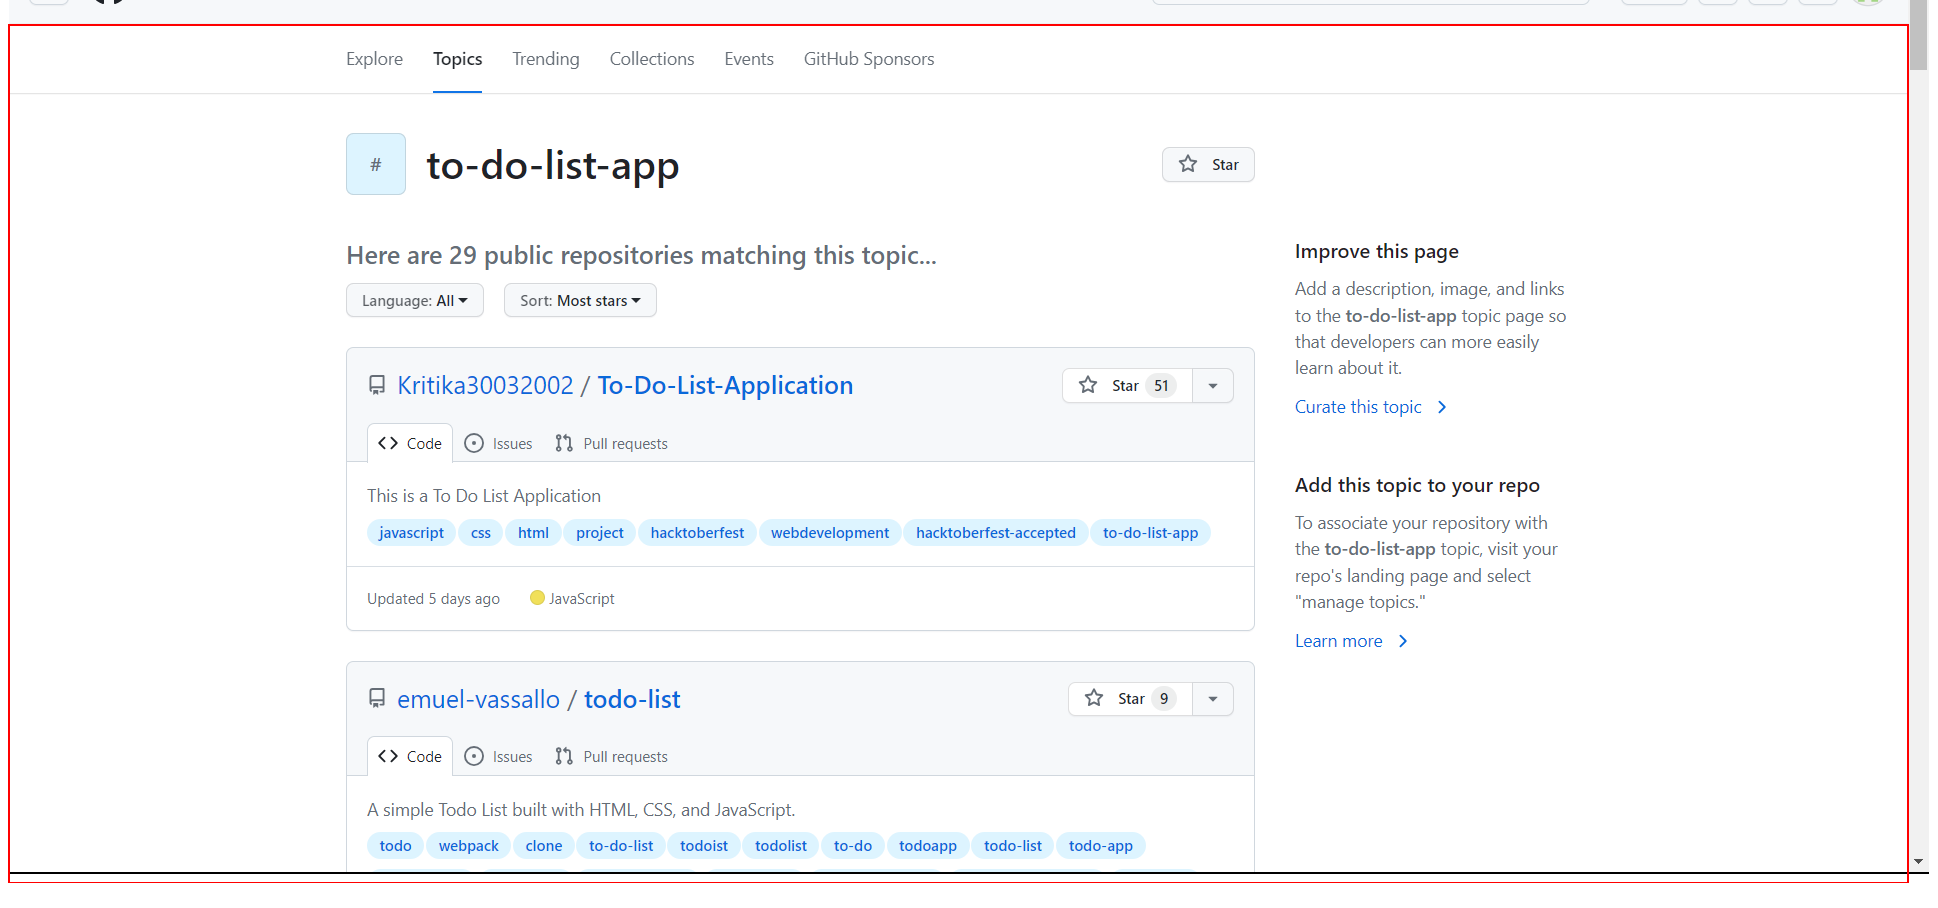 Explore Topics Trending Collections Events GitHub Sponsors
# to-do-list-app
Star
Here are 29 public repositories matching this topic...
Language: All
Sort: Most stars
Kritika30032002 / To-Do-List-Application
Star 51
Code Issues Pull requests
This is a To Do List Application
javascript css html project hacktoberfest webdevelopment hacktoberfest-accepted to-do-list-app
Updated 5 days ago JavaScript
emuel-vassallo / todo-list
Star 9
Code Issues Pull requests
A simple Todo List built with HTML, CSS, and JavaScript.
todo webpack clone to-do-list todoist todolist to-do todoapp todo-list todo-app
Improve this page
Add a description, image, and links
to the to-do-list-app topic page so
that developers can more easily
learn about it.
Curate this topic
Add this topic to your repo
To associate your repository with
the to-do-list-app topic, visit your
repo's landing page and select
"manage topics."
Learn more